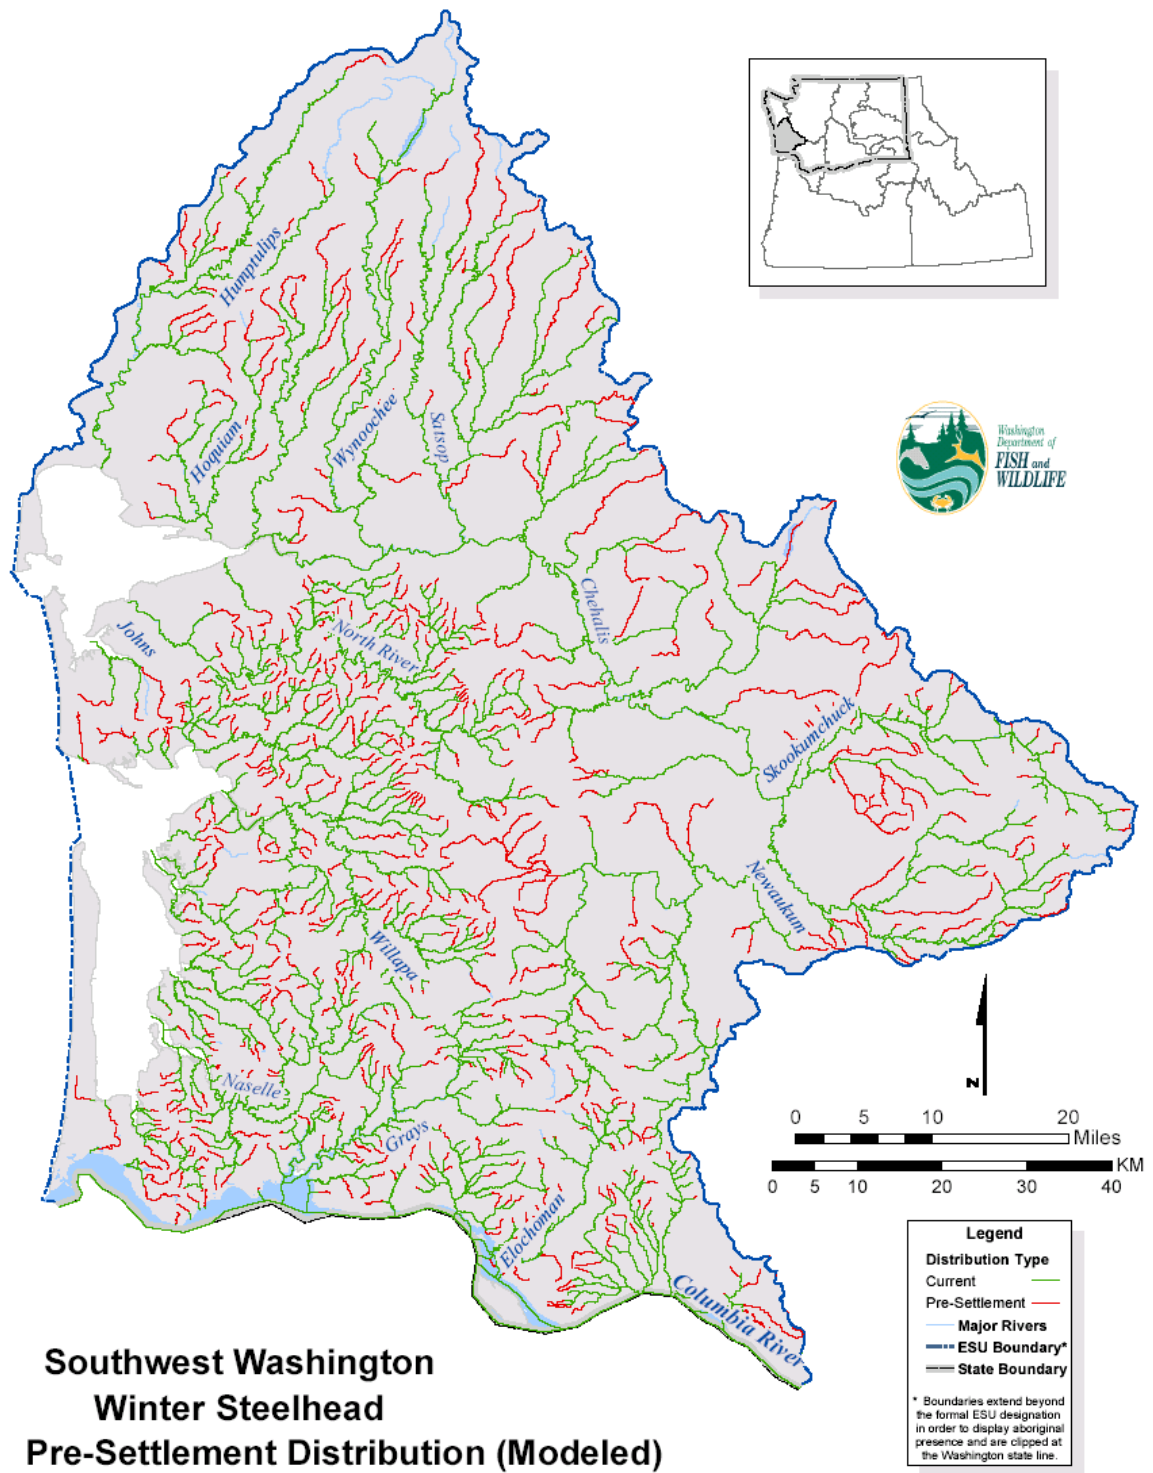 Humptulips
Hoquiam
Wynoochee
Satsop
Washington
Department of
FISH and
WILDLIFE
Chehalis
Johns
North River
Skookumchuck
Newaukum
Willapa
N
Naselle
Grays
Elochoman
Columbia River
0 5 10 20
Miles
KM
0 5 10 20 30 40
Legend
Distribution Type
Current
Pre-Settlement
Major Rivers
ESU Boundary*
State Boundary
* Boundaries extend beyond
the formal ESU designation
in order to display aboriginal
presence and are clipped at
the Washington state line.
Southwest Washington
Winter Steelhead
Pre-Settlement Distribution (Modeled)